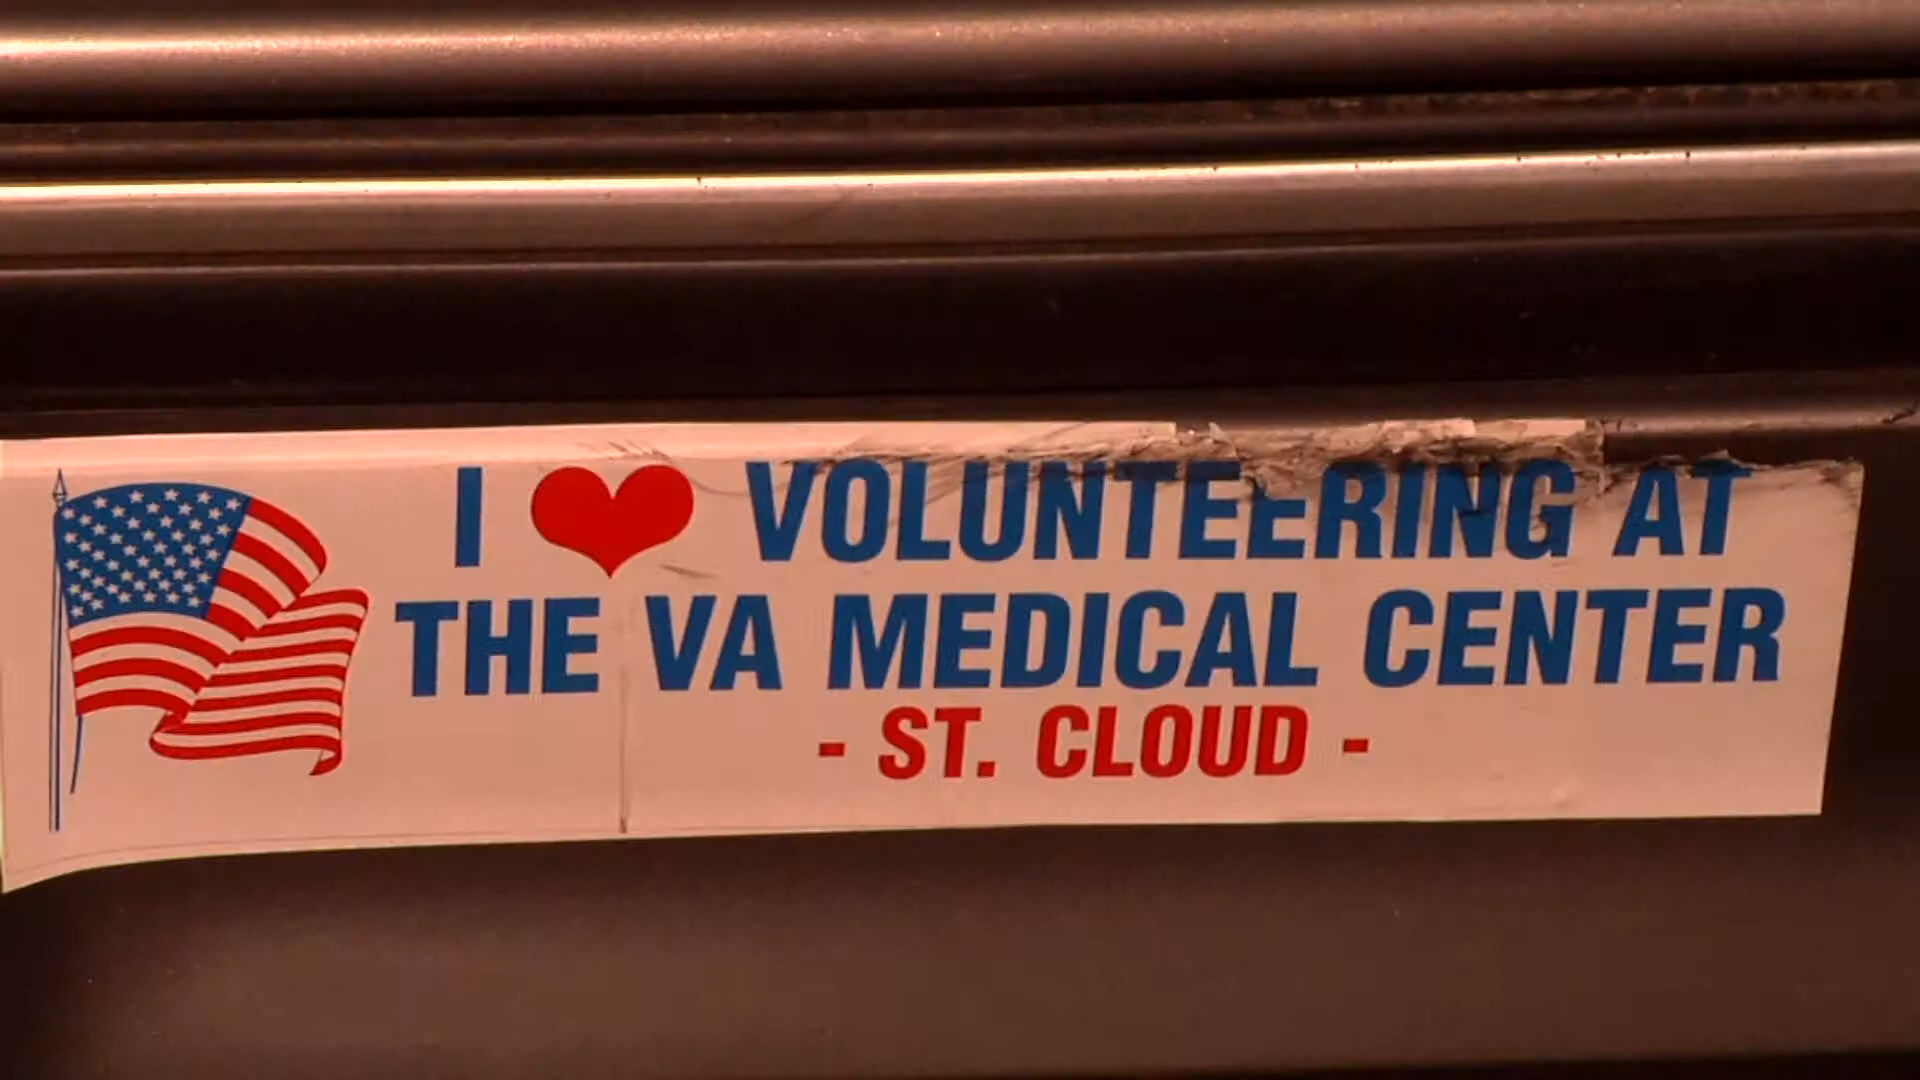 I ❤ VOLUNTEERING AT
THE VA MEDICAL CENTER
- ST. CLOUD -